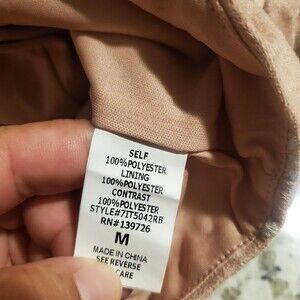 SELF
100%POLYESTER
LINING
100%POLYESTER
CONTRAST
100%POLYESTER
STYLE#7IT5042RB
RN#139726
M
MADE IN CHINA
SEE REVERSE
CARE